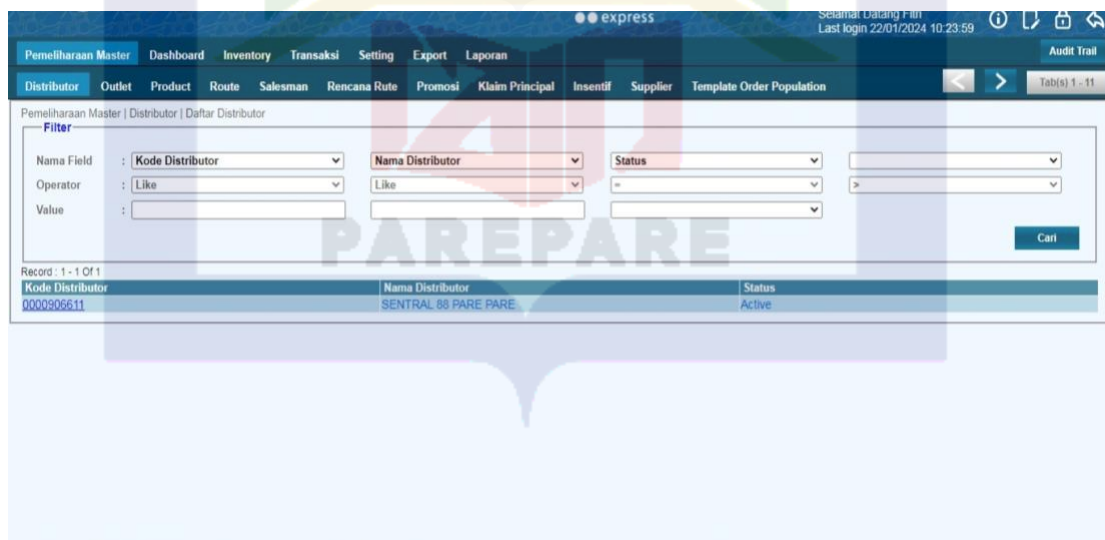 express
Selamat Datang Fitri
Last login 22/01/2024 10:23:59
Pemeliharaan Master Dashboard Inventory Transaksi Setting Export Laporan Audit Trail
Distributor Outlet Product Route Salesman Rencana Rute Promosi Klaim Principal Insentif Supplier Template Order Population < > Tab(s) 1 - 11
Pemeliharaan Master | Distributor | Daftar Distributor
Filter
Nama Field : Kode Distributor Nama Distributor Status
Operator : Like Like = >
Value :
PAREPARE
Cari
Record : 1 - 1 Of 1
Kode Distributor Nama Distributor Status
0000906611 SENTRAL 88 PARE PARE Active